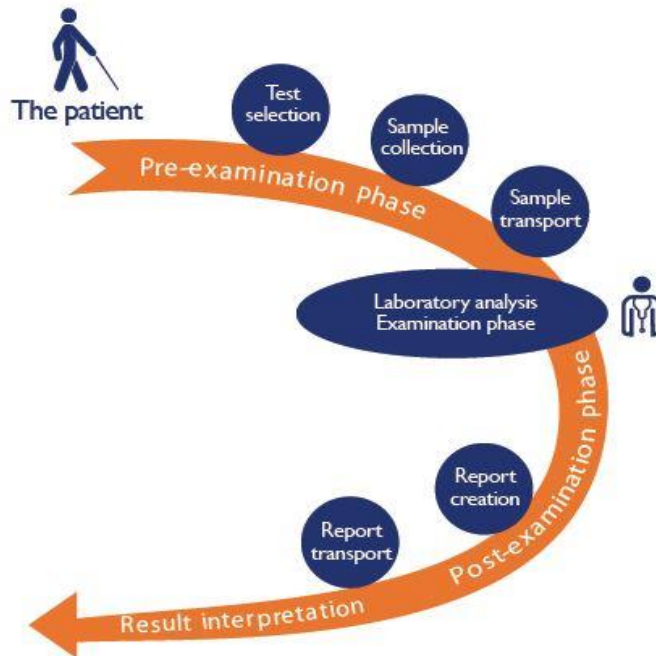 The patient
Test
selection
Sample
collection
Sample
transport
Pre-examination Phase
Laboratory analysis
Examination phase
Post-examination phase
Report
creation
Report
transport
Result interpretation